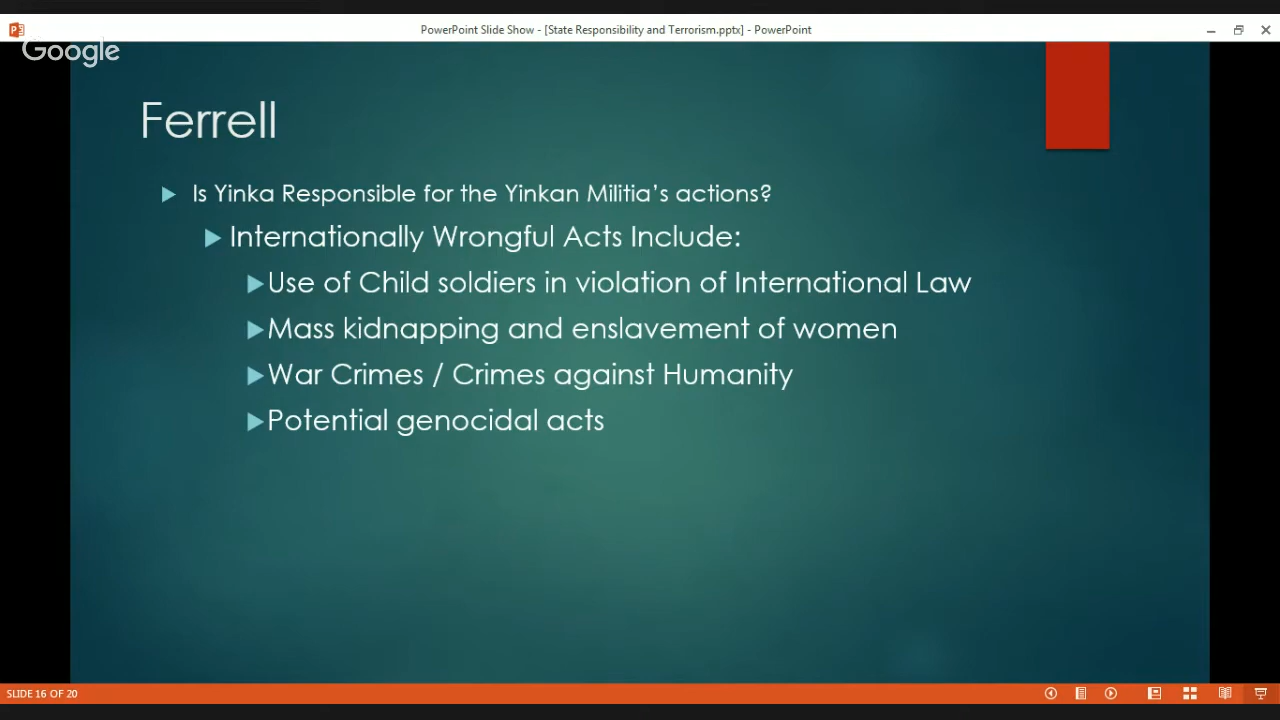 PowerPoint Slide Show - [State Responsibility and Terrorism.pptx] - PowerPoint
Google
Ferrell
Is Yinka Responsible for the Yinkan Militia's actions?
Internationally Wrongful Acts Include:
Use of Child soldiers in violation of International Law
Mass kidnapping and enslavement of women
War Crimes / Crimes against Humanity
Potential genocidal acts
SLIDE 16 OF 20